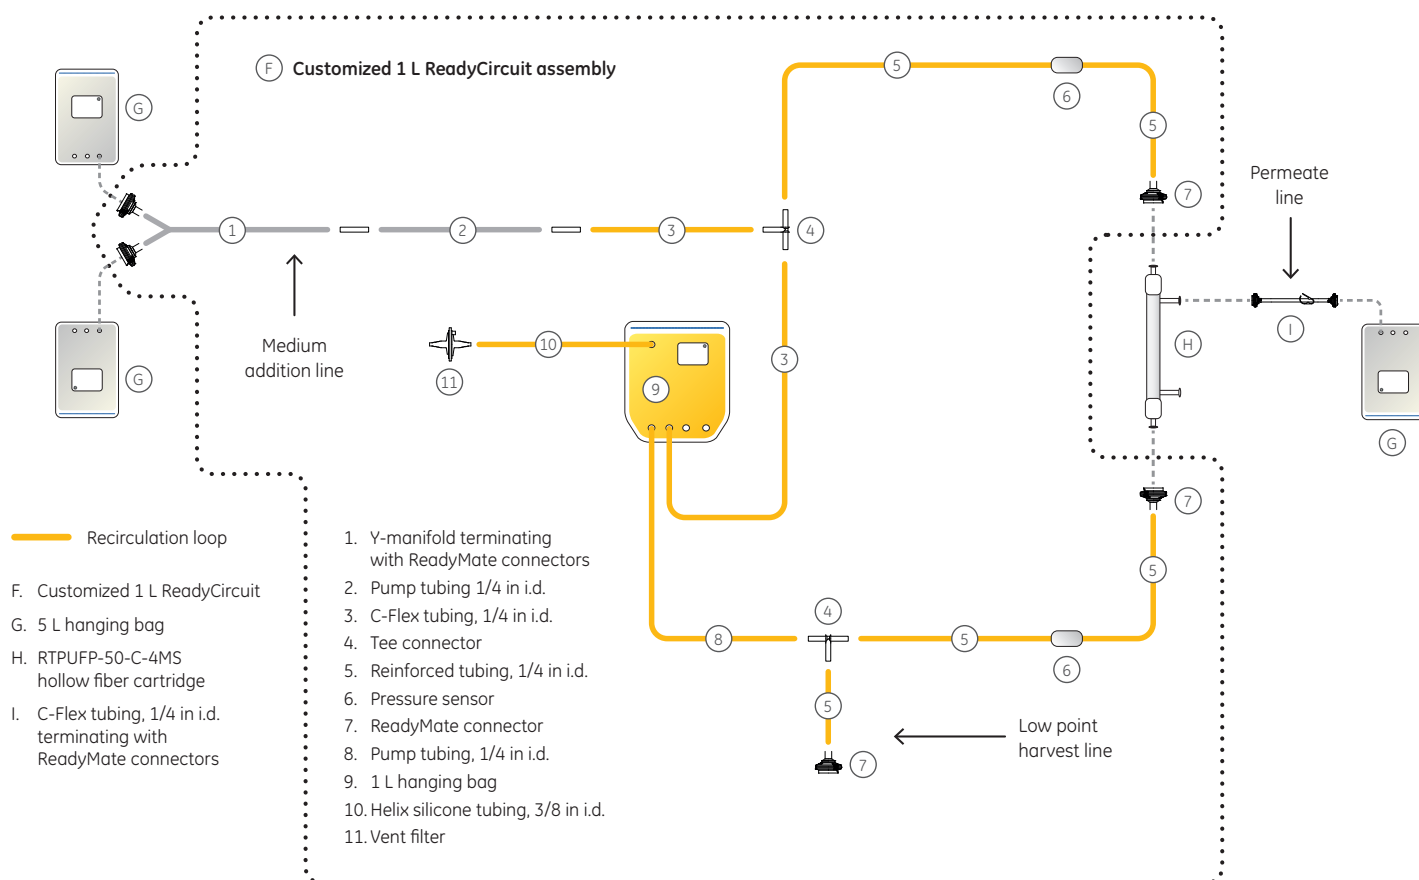 F Customized 1 L ReadyCircuit assembly
5
6
G
5
7
Permeate
line
1
2
3
4
Medium
addition line
10
11
9
3
H
I
G
G
7
Recirculation loop
F. Customized 1 L ReadyCircuit
G. 5 L hanging bag
H. RTPUFP-50-C-4MS
hollow fiber cartridge
I. C-Flex tubing, 1/4 in i.d.
terminating with
ReadyMate connectors
1. Y-manifold terminating
with ReadyMate connectors
2. Pump tubing 1/4 in i.d.
3. C-Flex tubing, 1/4 in i.d.
4. Tee connector
5. Reinforced tubing, 1/4 in i.d.
6. Pressure sensor
7. ReadyMate connector
8. Pump tubing, 1/4 in i.d.
9. 1 L hanging bag
10. Helix silicone tubing, 3/8 in i.d.
11. Vent filter
5
4
8
5
6
5
7
Low point
harvest line